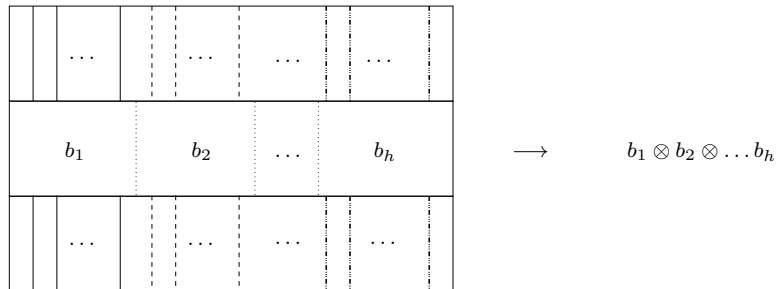 … … … …
b₁ b₂ … bₕ ⟶ b₁ ⊗ b₂ ⊗ … bₕ
… … … …